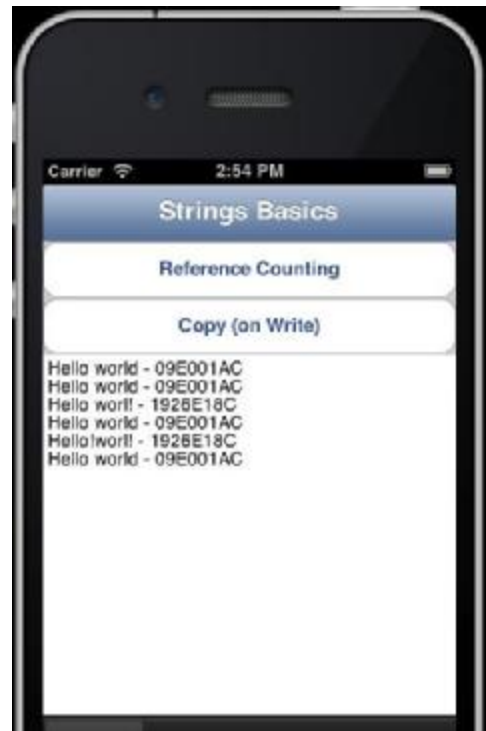 Carrier 2:54 PM
Strings Basics
Reference Counting
Copy (on Write)
Hello world - 09E001AC
Hello world - 09E001AC
Hello worl! - 1926E18C
Hello world - 09E001AC
Hello!worl! - 1926E18C
Hello world - 09E001AC